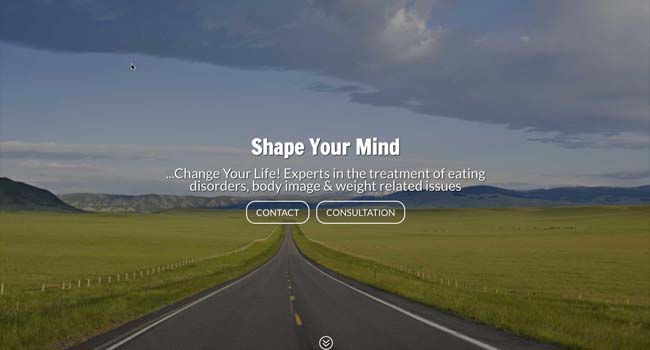 Shape Your Mind
...Change Your Life! Experts in the treatment of eating
disorders, body image & weight related issues
CONTACT CONSULTATION